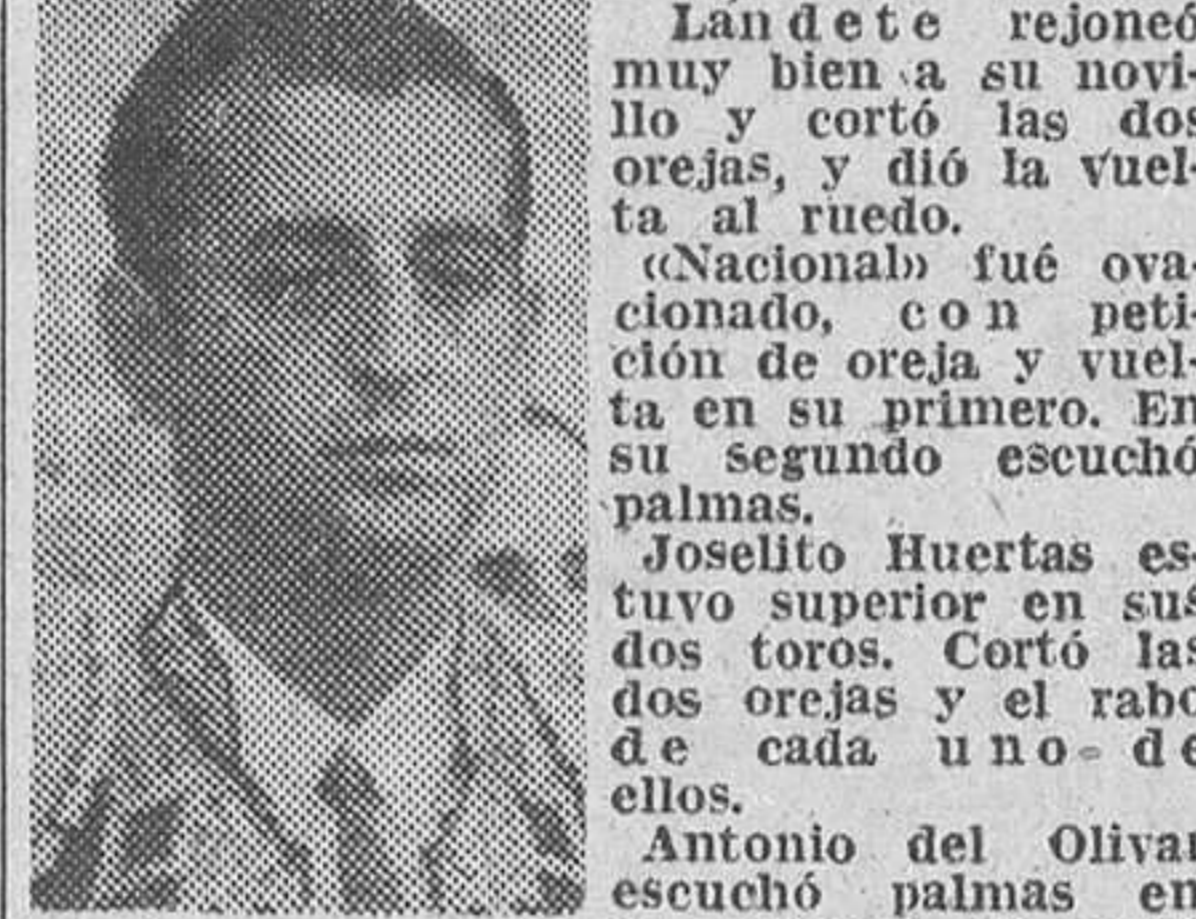 Landete rejoneó
muy bien a su novi-
llo y cortó las dos
orejas, y dió la vuel-
ta al ruedo.
«Nacional» fué ova-
cionado, con peti-
ción de oreja y vuel-
ta en su primero. En
su segundo escuchó
palmas.
Joselito Huertas es-
tuvo superior en sus
dos toros. Cortó las
dos orejas y el rabo
de cada uno de
ellos.
Antonio del Olivar
escuchó palmas en